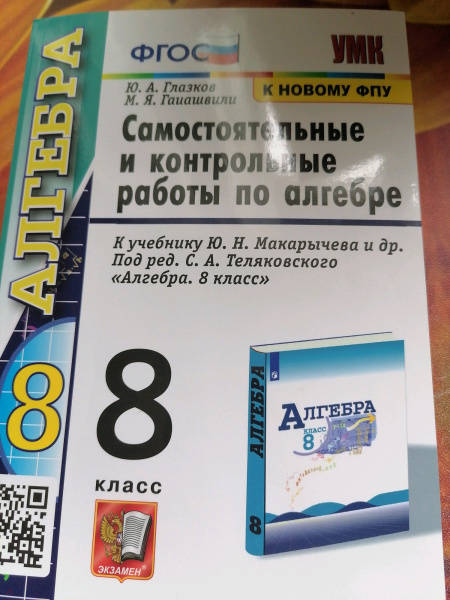 АЛГЕБРА
8
ФГОС
УМК
Ю. А. Глазков
М. Я. Гаиашвили
К НОВОМУ ФПУ
Самостоятельные
и контрольные
работы по алгебре
К учебнику Ю. Н. Макарычева и др.
Под ред. С. А. Теляковского
«Алгебра. 8 класс»
8
класс
ЭКЗАМЕН
АЛГЕБРА
8
АЛГЕБРА
КЛАСС
8